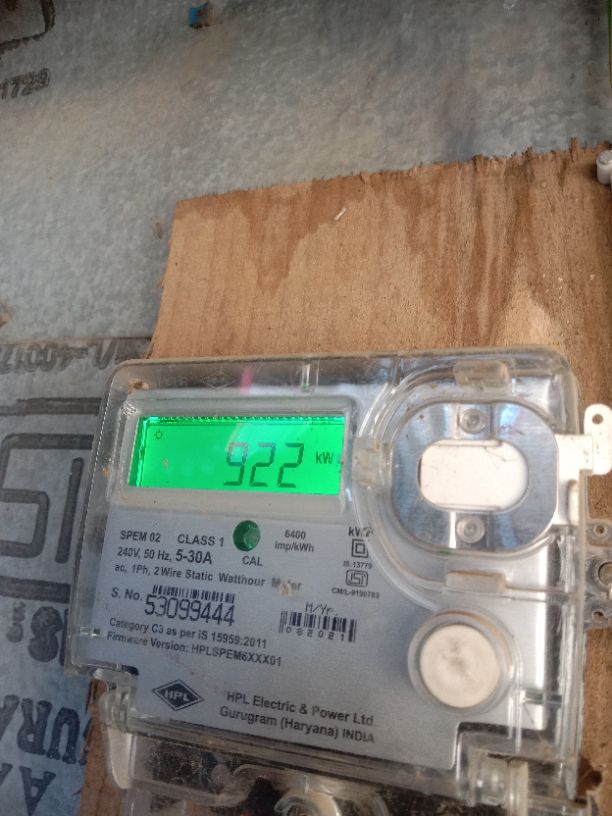 1729
922 kW
SPEM 02 CLASS 1 6400 imp/kWh
240V, 50 Hz, 5-30A CAL
IS:13779
ac, 1Ph, 2 Wire Static Watthour Meter
CM/L-9190783
S. No. 53099444
M/Yr.
062021
Category C3 as per IS 15959:2011
Firmware Version: HPLSPEM6XXX01
HPL
HPL Electric & Power Ltd
Gurugram (Haryana) INDIA